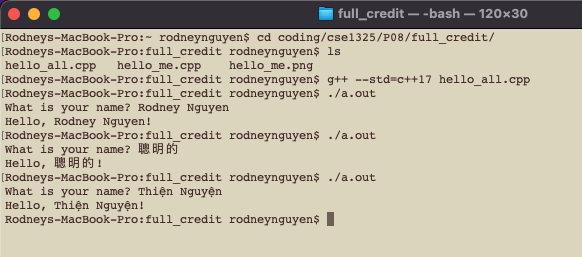 full_credit — -bash — 120×30
[Rodneys-MacBook-Pro:~ rodneynguyen$ cd coding/cse1325/P08/full_credit/
[Rodneys-MacBook-Pro:full_credit rodneynguyen$ ls
hello_all.cpp hello_me.cpp hello_me.png
[Rodneys-MacBook-Pro:full_credit rodneynguyen$ g++ --std=c++17 hello_all.cpp
[Rodneys-MacBook-Pro:full_credit rodneynguyen$ ./a.out
What is your name? Rodney Nguyen
Hello, Rodney Nguyen!
[Rodneys-MacBook-Pro:full_credit rodneynguyen$ ./a.out
What is your name? 聰明的
Hello, 聰明的!
[Rodneys-MacBook-Pro:full_credit rodneynguyen$ ./a.out
What is your name? Thiện Nguyện
Hello, Thiện Nguyện!
Rodneys-MacBook-Pro:full_credit rodneynguyen$